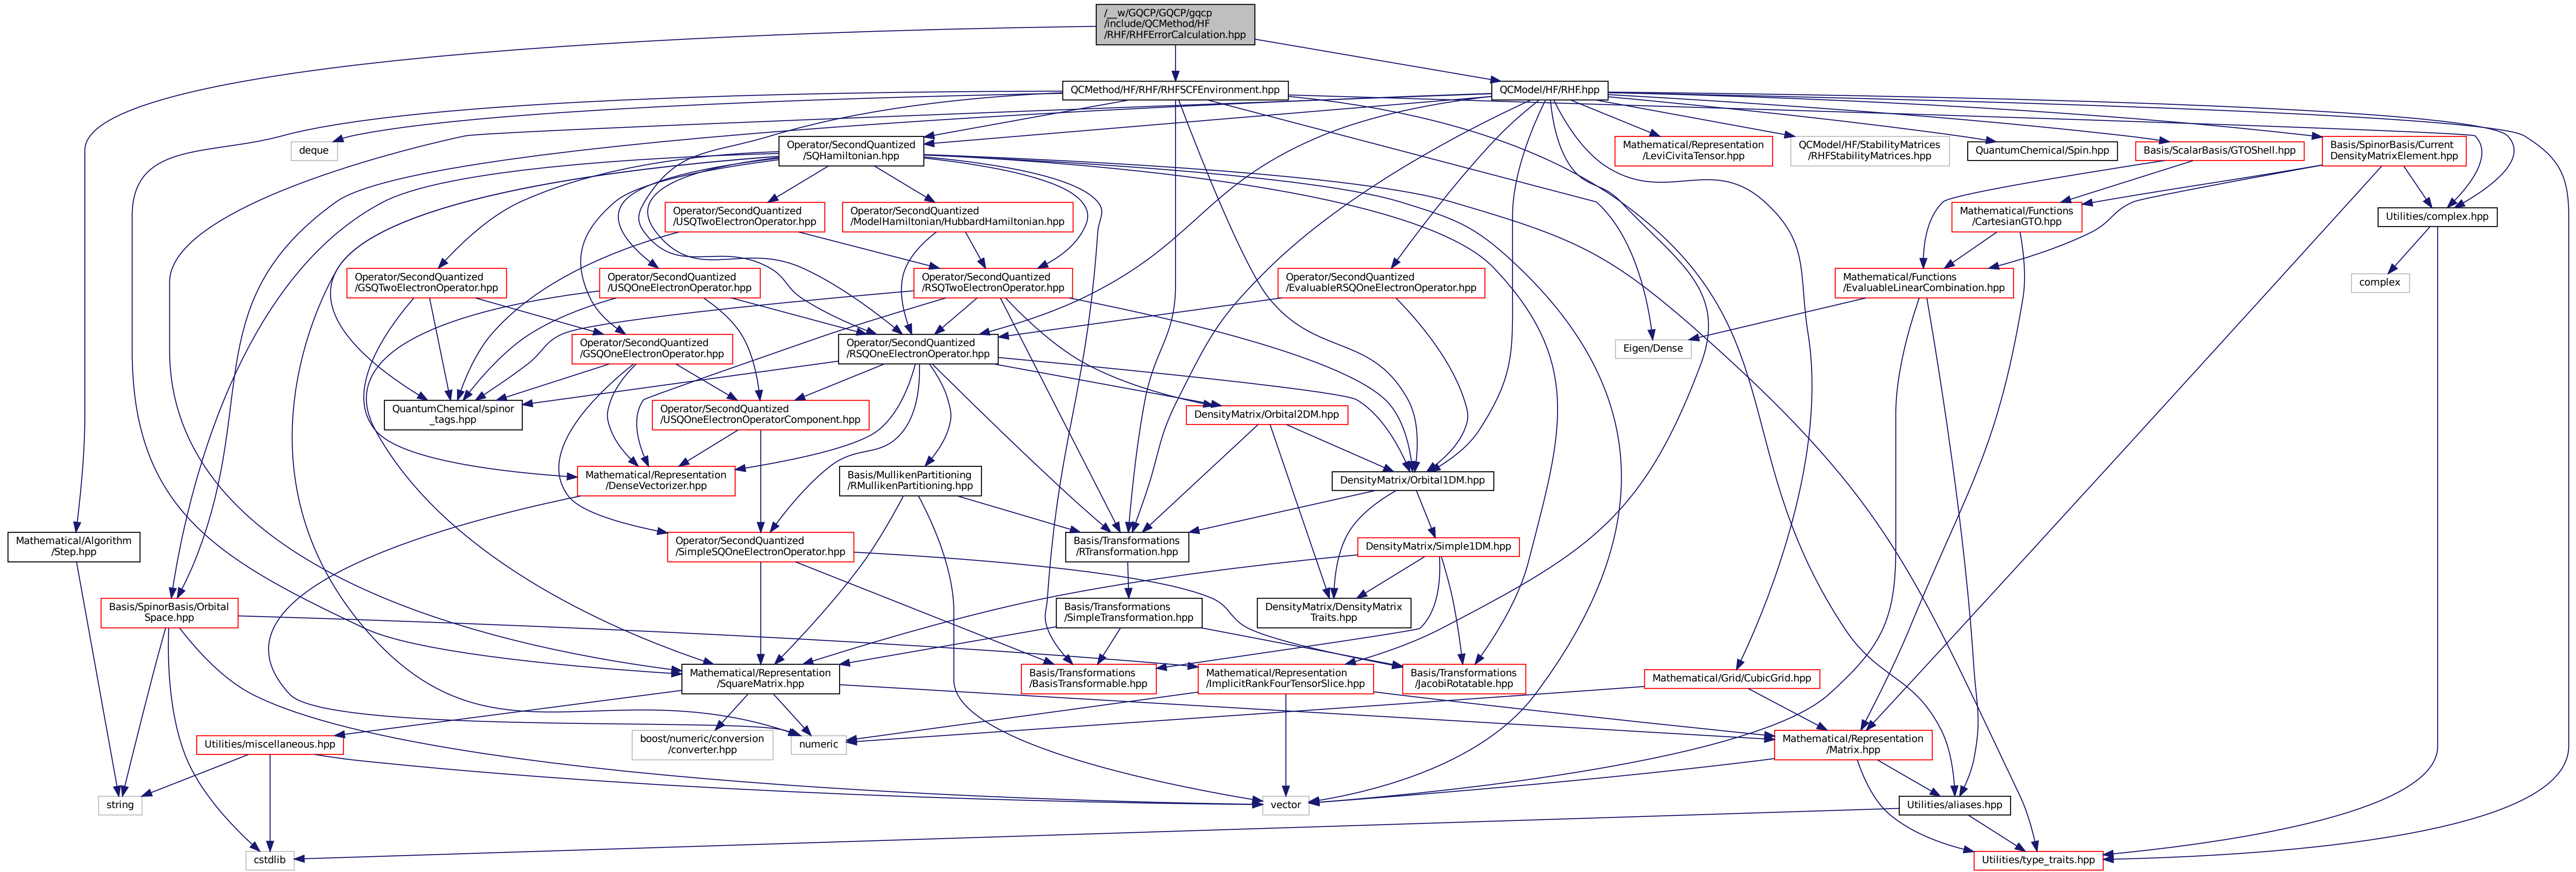 /__w/GQCP/GQCP/gqcp
/include/QCMethod/HF
/RHF/RHFErrorCalculation.hpp
QCMethod/HF/RHF/RHFSCFEnvironment.hpp
QCModel/HF/RHF.hpp
deque
Operator/SecondQuantized
/SQHamiltonian.hpp
Mathematical/Representation
/LeviCivitaTensor.hpp
QCModel/HF/StabilityMatrices
/RHFStabilityMatrices.hpp
QuantumChemical/Spin.hpp
Basis/ScalarBasis/GTOShell.hpp
Basis/SpinorBasis/Current
DensityMatrixElement.hpp
Operator/SecondQuantized
/USQTwoElectronOperator.hpp
Operator/SecondQuantized
/ModelHamiltonian/HubbardHamiltonian.hpp
Mathematical/Functions
/CartesianGTO.hpp
Utilities/complex.hpp
Operator/SecondQuantized
/GSQTwoElectronOperator.hpp
Operator/SecondQuantized
/USQOneElectronOperator.hpp
Operator/SecondQuantized
/RSQTwoElectronOperator.hpp
Operator/SecondQuantized
/EvaluableRSQOneElectronOperator.hpp
Mathematical/Functions
/EvaluableLinearCombination.hpp
complex
Operator/SecondQuantized
/GSQOneElectronOperator.hpp
Operator/SecondQuantized
/RSQOneElectronOperator.hpp
Eigen/Dense
QuantumChemical/spinor
_tags.hpp
Operator/SecondQuantized
/USQOneElectronOperatorComponent.hpp
DensityMatrix/Orbital2DM.hpp
Mathematical/Representation
/DenseVectorizer.hpp
Basis/MullikenPartitioning
/RMullikenPartitioning.hpp
DensityMatrix/Orbital1DM.hpp
Mathematical/Algorithm
/Step.hpp
Operator/SecondQuantized
/SimpleSQOneElectronOperator.hpp
Basis/Transformations
/RTransformation.hpp
DensityMatrix/Simple1DM.hpp
Basis/SpinorBasis/Orbital
Space.hpp
Basis/Transformations
/SimpleTransformation.hpp
DensityMatrix/DensityMatrix
Traits.hpp
Mathematical/Representation
/SquareMatrix.hpp
Basis/Transformations
/BasisTransformable.hpp
Mathematical/Representation
/ImplicitRankFourTensorSlice.hpp
Basis/Transformations
/JacobiRotatable.hpp
Mathematical/Grid/CubicGrid.hpp
Utilities/miscellaneous.hpp
boost/numeric/conversion
/converter.hpp
numeric
Mathematical/Representation
/Matrix.hpp
string
vector
Utilities/aliases.hpp
cstdlib
Utilities/type_traits.hpp